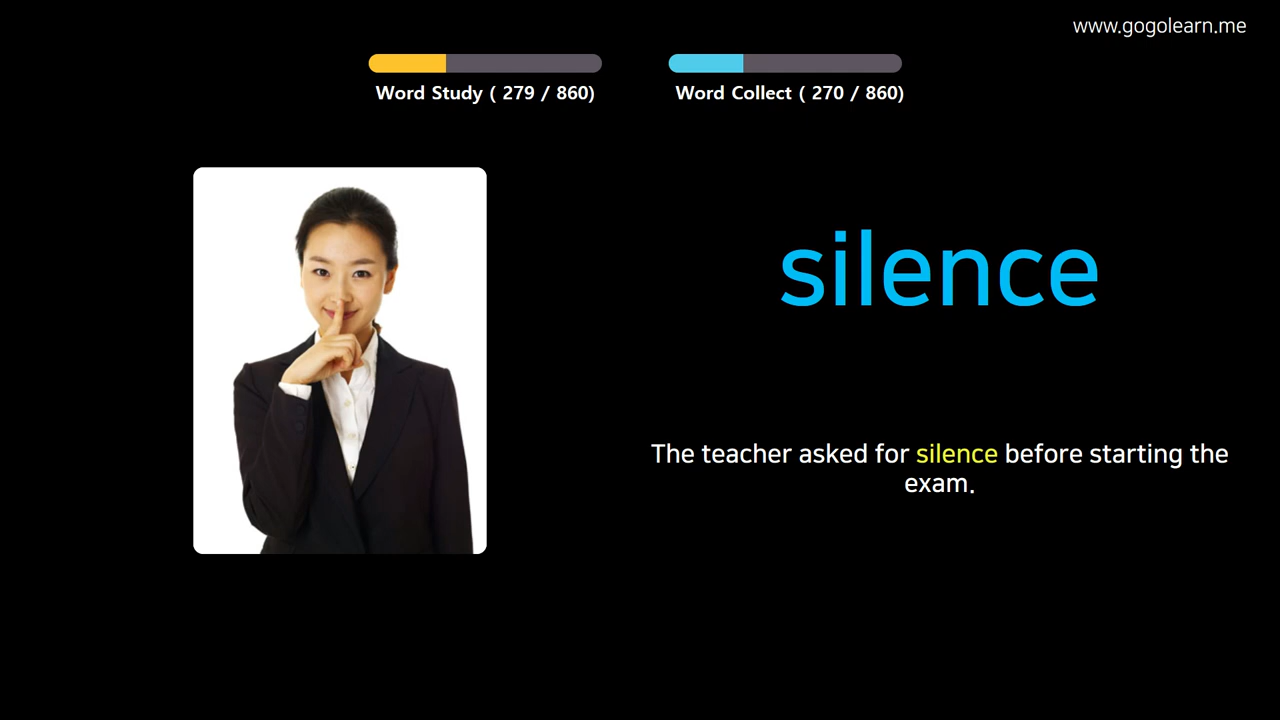 www.gogolearn.me
Word Study ( 279 / 860)
Word Collect ( 270 / 860)
silence
The teacher asked for silence before starting the
exam.